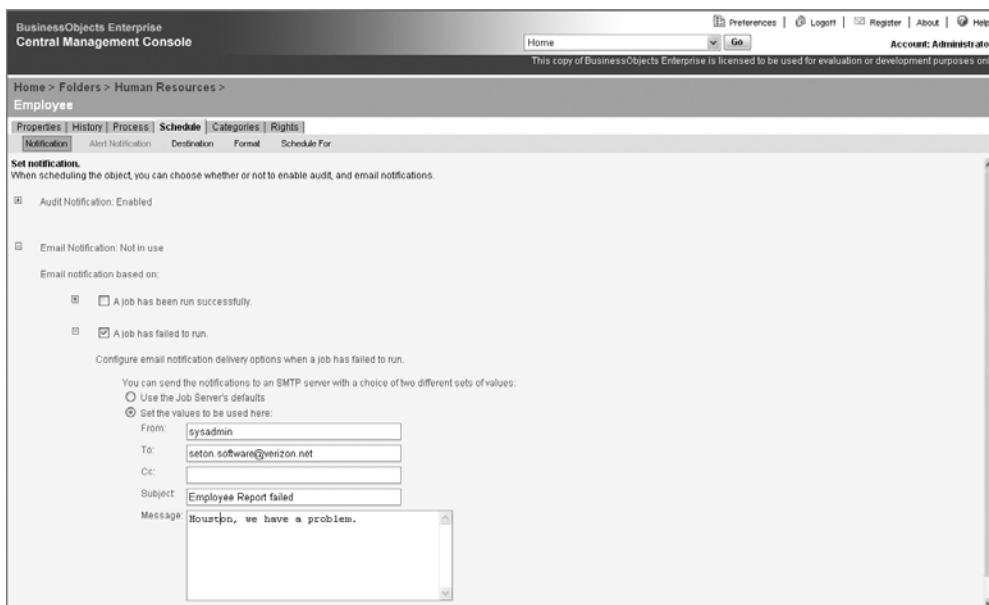 BusinessObjects Enterprise
Central Management Console
Preferences | Logoff | Register | About | Help
Home Go
Account: Administrato
This copy of BusinessObjects Enterprise is licensed to be used for evaluation or development purposes onl
Home > Folders > Human Resources >
Employee
Properties | History | Process | Schedule | Categories | Rights |
Notification Alert Notification Destination Format Schedule For
Set notification.
When scheduling the object, you can choose whether or not to enable audit, and email notifications.
Audit Notification: Enabled
Email Notification: Not in use
Email notification based on:
A job has been run successfully.
A job has failed to run.
Configure email notification delivery options when a job has failed to run.
You can send the notifications to an SMTP server with a choice of two different sets of values:
Use the Job Server's defaults
Set the values to be used here:
From: sysadmin
To: seton.software@verizon.net
Cc:
Subject: Employee Report failed
Message: Houston, we have a problem.